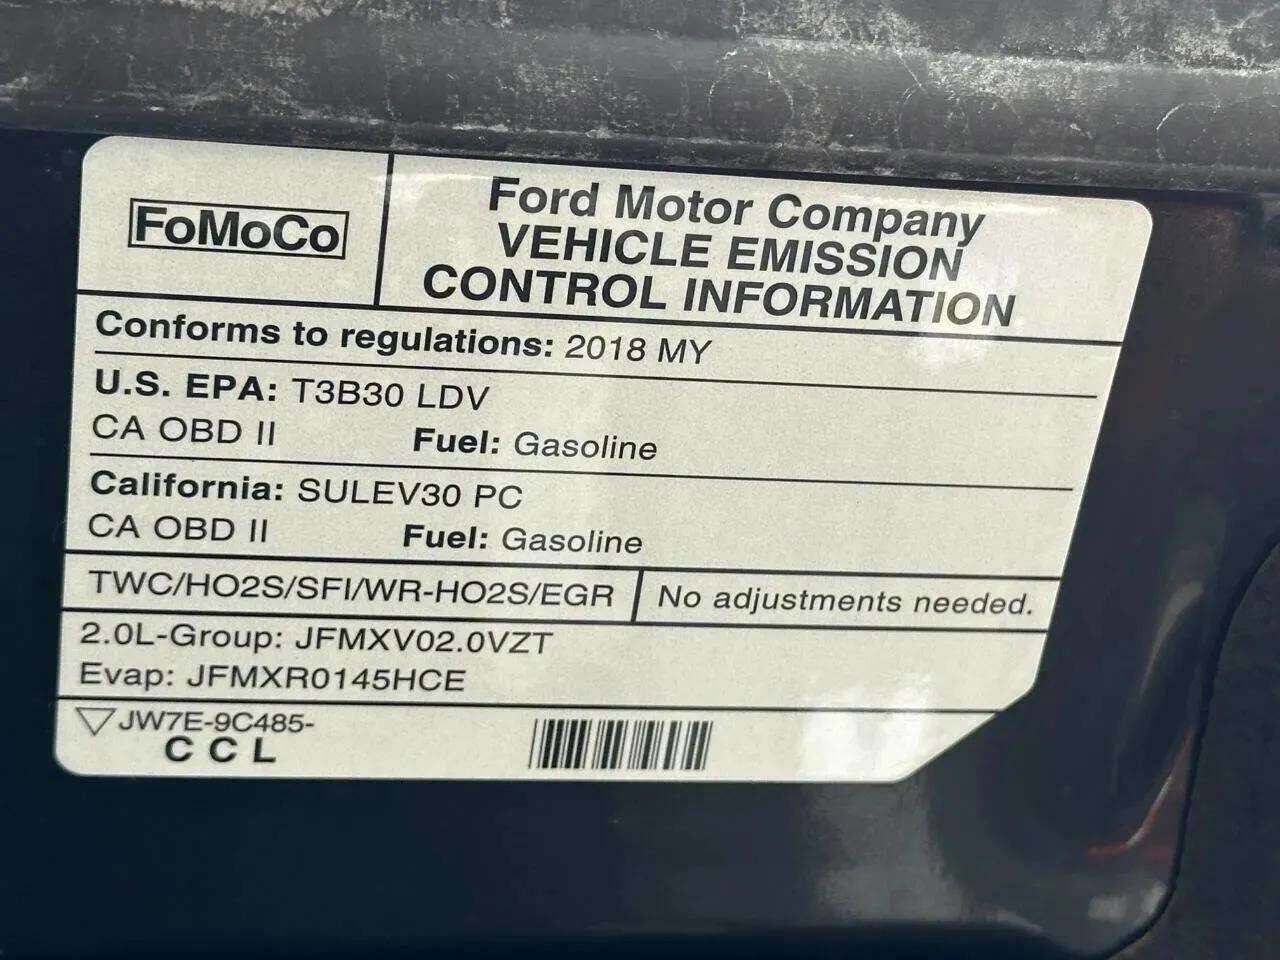 FoMoCo
Ford Motor Company
VEHICLE EMISSION
CONTROL INFORMATION
Conforms to regulations: 2018 MY
U.S. EPA: T3B30 LDV
CA OBD II Fuel: Gasoline
California: SULEV30 PC
CA OBD II Fuel: Gasoline
TWC/HO2S/SFI/WR-HO2S/EGR No adjustments needed.
2.0L-Group: JFMXV02.0VZT
Evap: JFMXR0145HCE
▽JW7E-9C485-
C C L